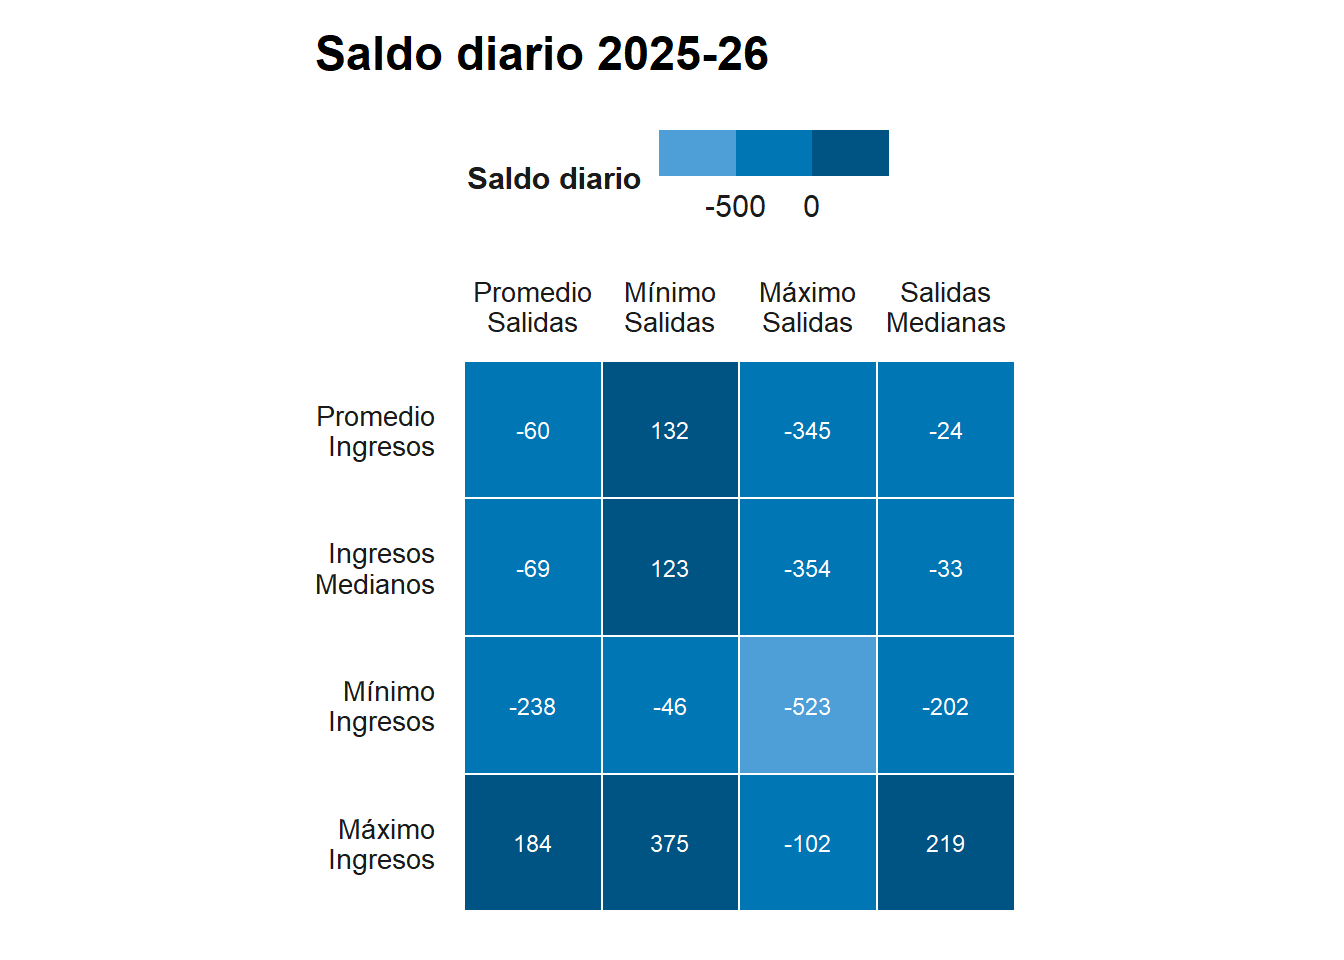 Saldo diario 2025-26
Saldo diario
-500 0
Promedio Mínimo Máximo Salidas
Salidas Salidas Salidas Medianas
Promedio
Ingresos
-60 132 -345 -24
Ingresos
Medianos
-69 123 -354 -33
Mínimo
Ingresos
-238 -46 -523 -202
Máximo
Ingresos
184 375 -102 219